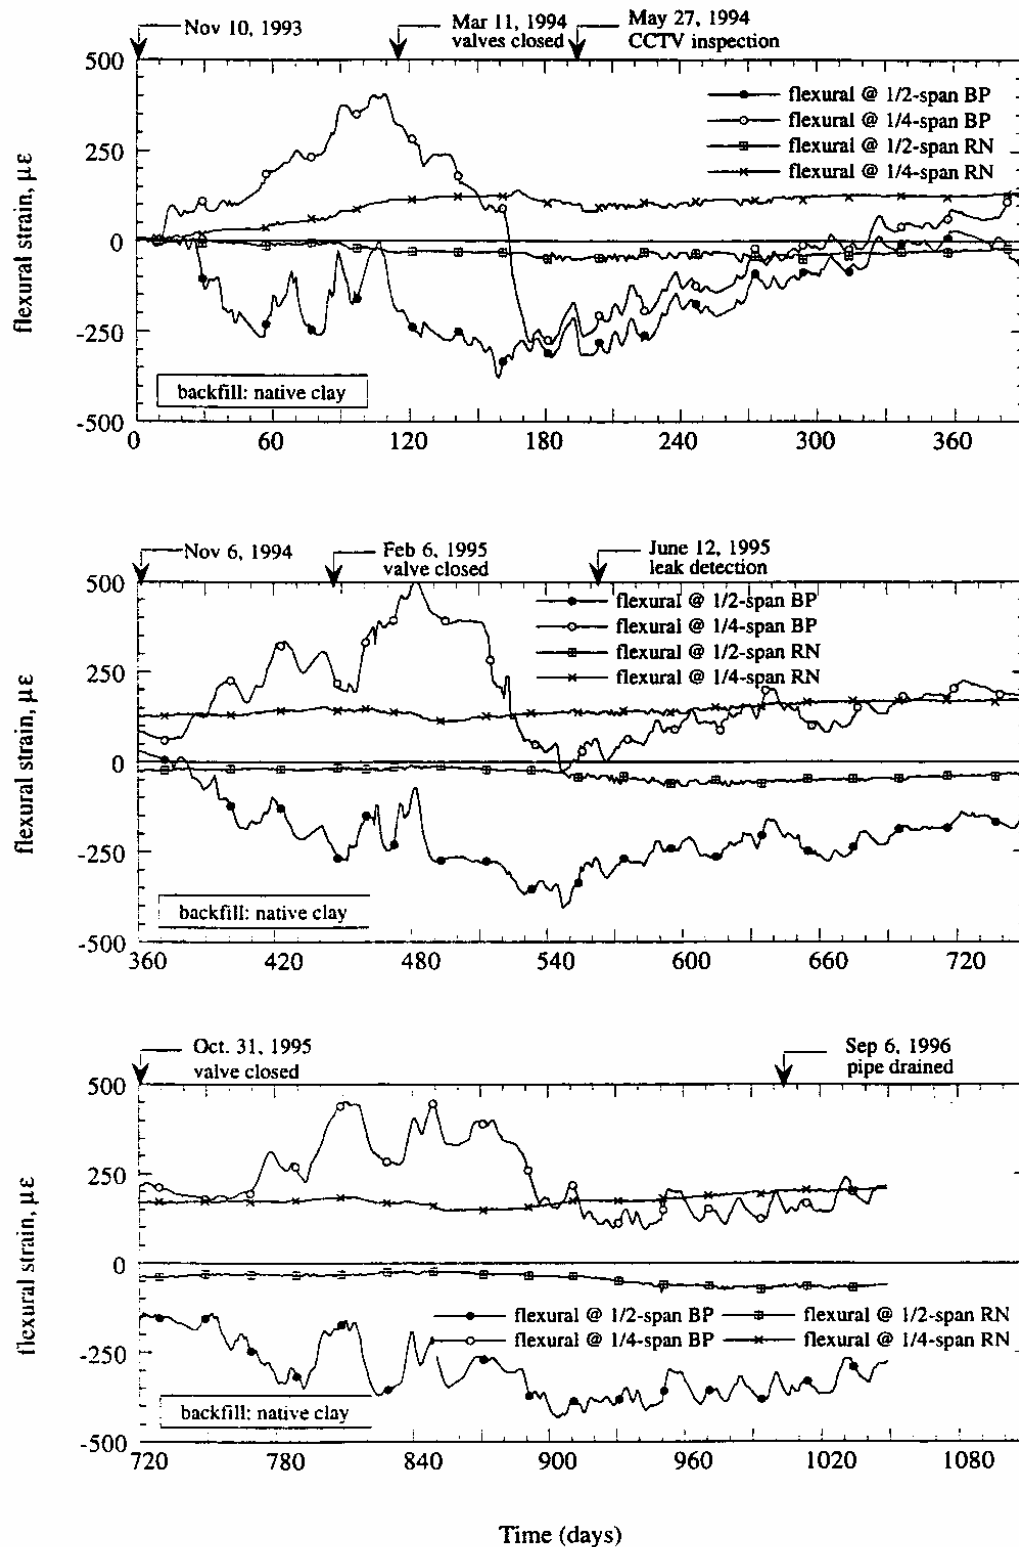 Nov 10, 1993
Mar 11, 1994
valves closed
May 27, 1994
CCTV inspection
500
250
0
-250
-500
flexural strain, με
flexural @ 1/2-span BP
flexural @ 1/4-span BP
flexural @ 1/2-span RN
flexural @ 1/4-span RN
backfill: native clay
0 60 120 180 240 300 360
Nov 6, 1994
Feb 6, 1995
valve closed
June 12, 1995
leak detection
500
250
0
-250
-500
flexural strain, με
flexural @ 1/2-span BP
flexural @ 1/4-span BP
flexural @ 1/2-span RN
flexural @ 1/4-span RN
backfill: native clay
360 420 480 540 600 660 720
Oct. 31, 1995
valve closed
Sep 6, 1996
pipe drained
500
250
0
-250
-500
flexural strain, με
flexural @ 1/2-span BP
flexural @ 1/4-span BP
flexural @ 1/2-span RN
flexural @ 1/4-span RN
backfill: native clay
720 780 840 900 960 1020 1080
Time (days)